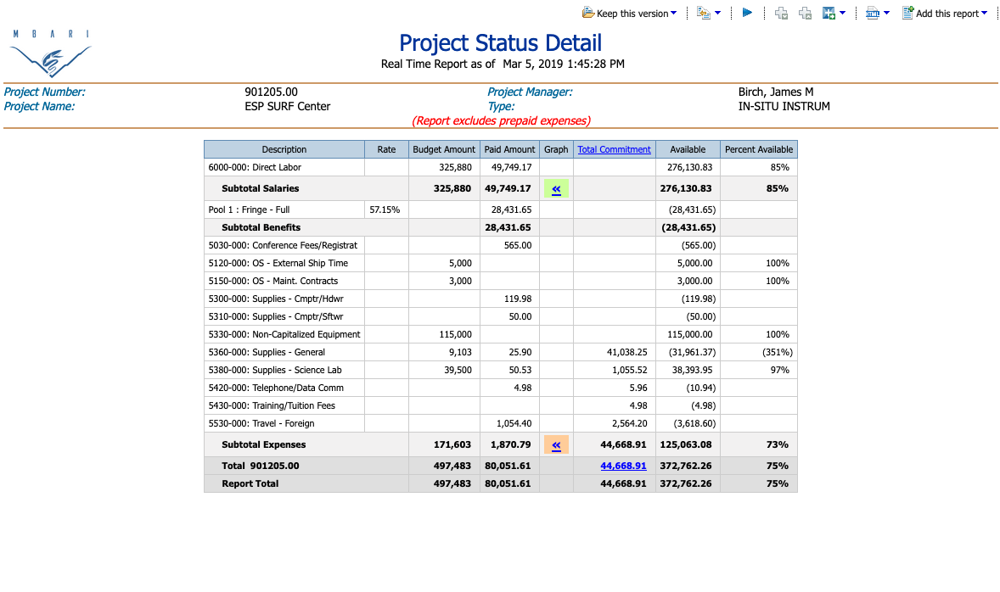 Keep this version
HTML
Add this report
M B A R I
Project Status Detail
Real Time Report as of Mar 5, 2019 1:45:28 PM
Project Number: 901205.00 Project Manager: Birch, James M
Project Name: ESP SURF Center Type: IN-SITU INSTRUM
(Report excludes prepaid expenses)
Description Rate Budget Amount Paid Amount Graph Total Commitment Available Percent Available
6000-000: Direct Labor 325,880 49,749.17 276,130.83 85%
Subtotal Salaries 325,880 49,749.17 « 276,130.83 85%
Pool 1 : Fringe - Full 57.15% 28,431.65 (28,431.65)
Subtotal Benefits 28,431.65 (28,431.65)
5030-000: Conference Fees/Registrat 565.00 (565.00)
5120-000: OS - External Ship Time 5,000 5,000.00 100%
5150-000: OS - Maint. Contracts 3,000 3,000.00 100%
5300-000: Supplies - Cmptr/Hdwr 119.98 (119.98)
5310-000: Supplies - Cmptr/Sftwr 50.00 (50.00)
5330-000: Non-Capitalized Equipment 115,000 115,000.00 100%
5360-000: Supplies - General 9,103 25.90 41,038.25 (31,961.37) (351%)
5380-000: Supplies - Science Lab 39,500 50.53 1,055.52 38,393.95 97%
5420-000: Telephone/Data Comm 4.98 5.96 (10.94)
5430-000: Training/Tuition Fees 4.98 (4.98)
5530-000: Travel - Foreign 1,054.40 2,564.20 (3,618.60)
Subtotal Expenses 171,603 1,870.79 « 44,668.91 125,063.08 73%
Total 901205.00 497,483 80,051.61 44,668.91 372,762.26 75%
Report Total 497,483 80,051.61 44,668.91 372,762.26 75%